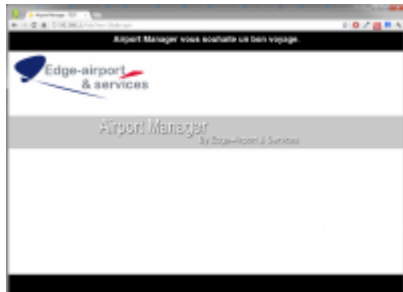 Airport Manager vous souhaite un bon voyage.
Edge-airport
& services
Airport Manager
By Edge-Airport & Services